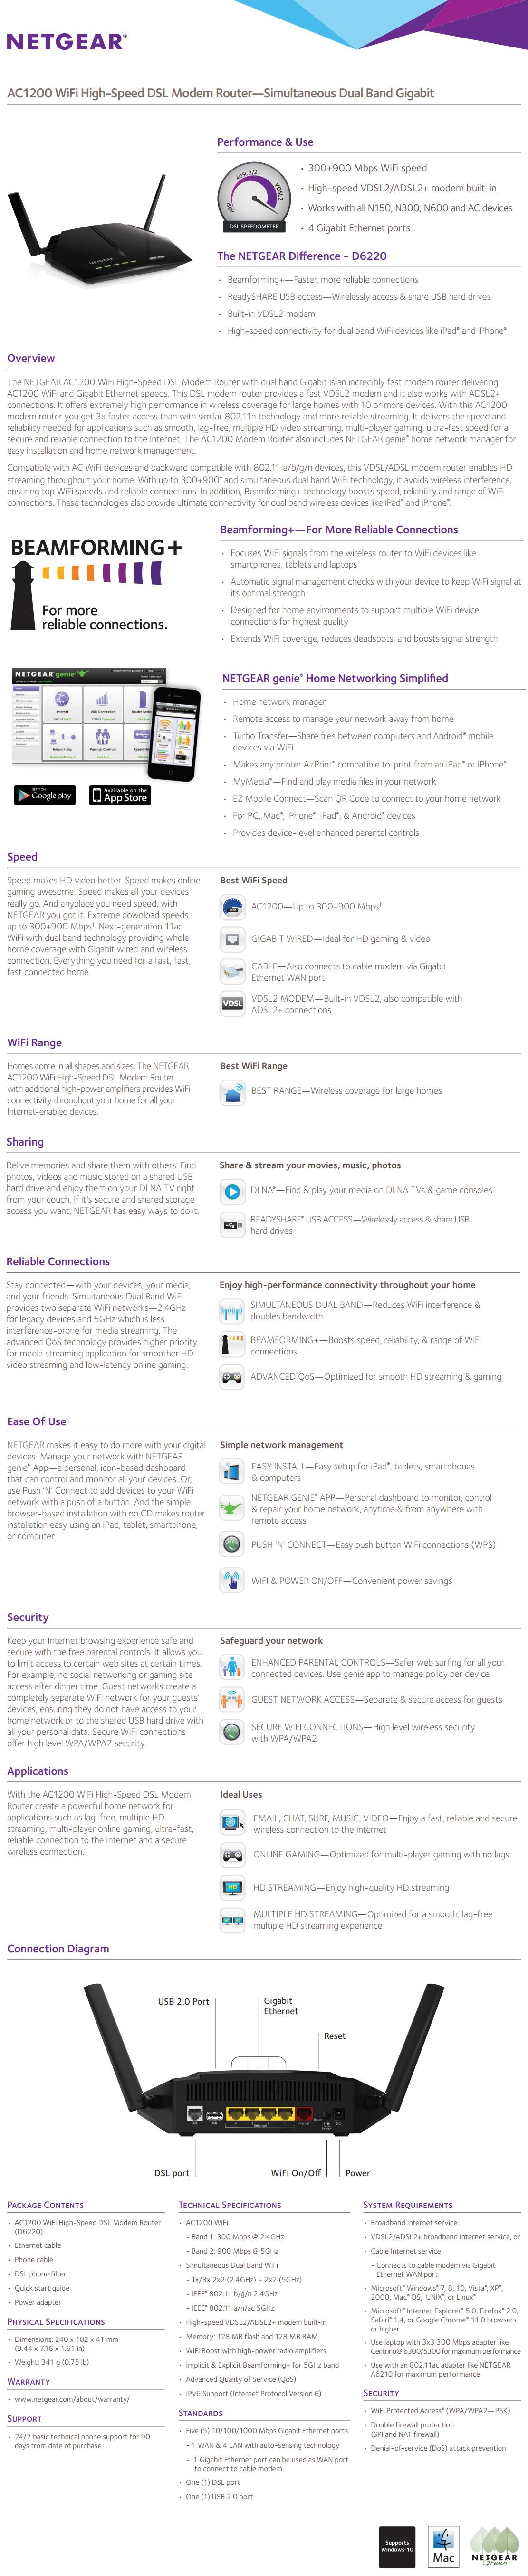 NETGEAR®
AC1200 WiFi High-Speed DSL Modem Router—Simultaneous Dual Band Gigabit
Performance & Use
ADSL
ADSL2/2+
VDSL2
DSL SPEEDOMETER
• 300+900 Mbps WiFi speed
• High-speed VDSL2/ADSL2+ modem built-in
• Works with all N150, N300, N600 and AC devices
• 4 Gigabit Ethernet ports
The NETGEAR Difference - D6220
• Beamforming+—Faster, more reliable connections
• ReadySHARE USB access—Wirelessly access & share USB hard drives
• Built-in VDSL2 modem
• High-speed connectivity for dual band WiFi devices like iPad® and iPhone®
Overview
The NETGEAR AC1200 WiFi High-Speed DSL Modem Router with dual band Gigabit is an incredibly fast modem router delivering
AC1200 WiFi and Gigabit Ethernet speeds. This DSL modem router provides a fast VDSL2 modem and it also works with ADSL2+
connections. It offers extremely high performance in wireless coverage for large homes with 10 or more devices. With this AC1200
modem router you get 3x faster access than with similar 802.11n technology and more reliable streaming. It delivers the speed and
reliability needed for applications such as smooth, lag-free, multiple HD video streaming, multi-player gaming, ultra-fast speed for a
secure and reliable connection to the Internet. The AC1200 Modem Router also includes NETGEAR genie® home network manager for
easy installation and home network management.
Compatible with AC WiFi devices and backward compatible with 802.11 a/b/g/n devices, this VDSL/ADSL modem router enables HD
streaming throughout your home. With up to 300+900† and simultaneous dual band WiFi technology, it avoids wireless interference,
ensuring top WiFi speeds and reliable connections. In addition, Beamforming+ technology boosts speed, reliability and range of WiFi
connections. These technologies also provide ultimate connectivity for dual band wireless devices like iPad® and iPhone®.
BEAMFORMING+
For more
reliable connections.
Beamforming+—For More Reliable Connections
• Focuses WiFi signals from the wireless router to WiFi devices like
smartphones, tablets and laptops
• Automatic signal management checks with your device to keep WiFi signal at
its optimal strength
• Designed for home environments to support multiple WiFi device
connections for highest quality
• Extends WiFi coverage, reduces deadspots, and boosts signal strength
NETGEAR genie®
Internet
WiFi Connection
Network Map
Parental Controls
Google play
Available on the
App Store
NETGEAR genie® Home Networking Simplified
• Home network manager
• Remote access to manage your network away from home
• Turbo Transfer—Share files between computers and Android® mobile
devices via WiFi
• Makes any printer AirPrint® compatible to print from an iPad® or iPhone®
• MyMedia®—Find and play media files in your network
• EZ Mobile Connect—Scan QR Code to connect to your home network
• For PC, Mac®, iPhone®, iPad®, & Android® devices
• Provides device-level enhanced parental controls
Speed
Speed makes HD video better. Speed makes online
gaming awesome. Speed makes all your devices
really go. And anyplace you need speed, with
NETGEAR you got it. Extreme download speeds
up to 300+900 Mbps†. Next-generation 11ac
WiFi with dual band technology providing whole
home coverage with Gigabit wired and wireless
connection. Everything you need for a fast, fast,
fast connected home.
Best WiFi Speed
AC1200—Up to 300+900 Mbps†
GIGABIT WIRED—Ideal for HD gaming & video
CABLE—Also connects to cable modem via Gigabit
Ethernet WAN port
VDSL
VDSL2 MODEM—Built-in VDSL2, also compatible with
ADSL2+ connections
WiFi Range
Homes come in all shapes and sizes. The NETGEAR
AC1200 WiFi High-Speed DSL Modem Router
with additional high-power amplifiers provides WiFi
connectivity throughout your home for all your
Internet-enabled devices.
Best WiFi Range
BEST RANGE—Wireless coverage for large homes
Sharing
Relive memories and share them with others. Find
photos, videos and music stored on a shared USB
hard drive and enjoy them on your DLNA TV right
from your couch. If it's secure and shared storage
access you want, NETGEAR has easy ways to do it.
Share & stream your movies, music, photos
DLNA®—Find & play your media on DLNA TVs & game consoles
READYSHARE® USB ACCESS—Wirelessly access & share USB
hard drives
Reliable Connections
Stay connected—with your devices, your media,
and your friends. Simultaneous Dual Band WiFi
provides two separate WiFi networks—2.4GHz
for legacy devices and 5GHz which is less
interference-prone for media streaming. The
advanced QoS technology provides higher priority
for media streaming application for smoother HD
video streaming and low-latency online gaming.
Enjoy high-performance connectivity throughout your home
SIMULTANEOUS DUAL BAND—Reduces WiFi interference &
doubles bandwidth
BEAMFORMING+—Boosts speed, reliability, & range of WiFi
connections
ADVANCED QoS—Optimized for smooth HD streaming & gaming
Ease Of Use
NETGEAR makes it easy to do more with your digital
devices. Manage your network with NETGEAR
genie® App—a personal, icon-based dashboard
that can control and monitor all your devices. Or,
use Push 'N' Connect to add devices to your WiFi
network with a push of a button. And the simple
browser-based installation with no CD makes router
installation easy using an iPad, tablet, smartphone,
or computer.
Simple network management
EASY INSTALL—Easy setup for iPad®, tablets, smartphones
& computers
NETGEAR GENIE® APP—Personal dashboard to monitor, control
& repair your home network, anytime & from anywhere with
remote access
PUSH 'N' CONNECT—Easy push button WiFi connections (WPS)
WIFI & POWER ON/OFF—Convenient power savings
Security
Keep your Internet browsing experience safe and
secure with the free parental controls. It allows you
to limit access to certain web sites at certain times.
For example, no social networking or gaming site
access after dinner time. Guest networks create a
completely separate WiFi network for your guests'
devices, ensuring they do not have access to your
home network or to the shared USB hard drive with
all your personal data. Secure WiFi connections
offer high level WPA/WPA2 security.
Safeguard your network
ENHANCED PARENTAL CONTROLS—Safer web surfing for all your
connected devices. Use genie app to manage policy per device
GUEST NETWORK ACCESS—Separate & secure access for guests
SECURE WIFI CONNECTIONS—High level wireless security
with WPA/WPA2
Applications
With the AC1200 WiFi High-Speed DSL Modem
Router create a powerful home network for
applications such as lag-free, multiple HD
streaming, multi-player online gaming, ultra-fast,
reliable connection to the Internet and a secure
wireless connection.
Ideal Uses
EMAIL, CHAT, SURF, MUSIC, VIDEO—Enjoy a fast, reliable and secure
wireless connection to the Internet
ONLINE GAMING—Optimized for multi-player gaming with no lags
HD
HD STREAMING—Enjoy high-quality HD streaming
MULTIPLE HD STREAMING—Optimized for a smooth, lag-free
multiple HD streaming experience
Connection Diagram
USB 2.0 Port
Gigabit
Ethernet
Reset
DSL port
WiFi On/Off
Power
PACKAGE CONTENTS
• AC1200 WiFi High-Speed DSL Modem Router
(D6220)
• Ethernet cable
• Phone cable
• DSL phone filter
• Quick start guide
• Power adapter
PHYSICAL SPECIFICATIONS
• Dimensions: 240 x 182 x 41 mm
(9.44 x 7.16 x 1.61 in)
• Weight: 341 g (0.75 lb)
WARRANTY
• www.netgear.com/about/warranty/
SUPPORT
• 24/7 basic technical phone support for 90
days from date of purchase
TECHNICAL SPECIFICATIONS
• AC1200 WiFi
- Band 1: 300 Mbps @ 2.4GHz
- Band 2: 900 Mbps @ 5GHz
• Simultaneous Dual Band WiFi
- Tx/Rx 2x2 (2.4GHz) + 2x2 (5GHz)
- IEEE® 802.11 b/g/n 2.4GHz
- IEEE® 802.11 a/n/ac 5GHz
• High-speed VDSL2/ADSL2+ modem built-in
• Memory: 128 MB flash and 128 MB RAM
• WiFi Boost with high-power radio amplifiers
• Implicit & Explicit Beamforming+ for 5GHz band
• Advanced Quality of Service (QoS)
• IPv6 Support (Internet Protocol Version 6)
STANDARDS
• Five (5) 10/100/1000 Mbps Gigabit Ethernet ports
- 1 WAN & 4 LAN with auto-sensing technology
- 1 Gigabit Ethernet port can be used as WAN port
to connect to cable modem
• One (1) DSL port
• One (1) USB 2.0 port
SYSTEM REQUIREMENTS
• Broadband Internet service
• VDSL2/ADSL2+ broadband Internet service, or
• Cable Internet service
- Connects to cable modem via Gigabit
Ethernet WAN port
• Microsoft® Windows® 7, 8, 10, Vista®, XP®,
2000, Mac® OS, UNIX®, or Linux®
• Microsoft® Internet Explorer® 5.0, Firefox® 2.0,
Safari® 1.4, or Google Chrome™ 11.0 browsers
or higher
• Use laptop with 3x3 300 Mbps adapter like
Centrino® 6300/5300 for maximum performance
• Use with an 802.11ac adapter like NETGEAR
A6210 for maximum performance
SECURITY
• WiFi Protected Access® (WPA/WPA2—PSK)
• Double firewall protection
(SPI and NAT firewall)
• Denial-of-service (DoS) attack prevention
Supports
Windows 10
Mac
NETGEAR
Green